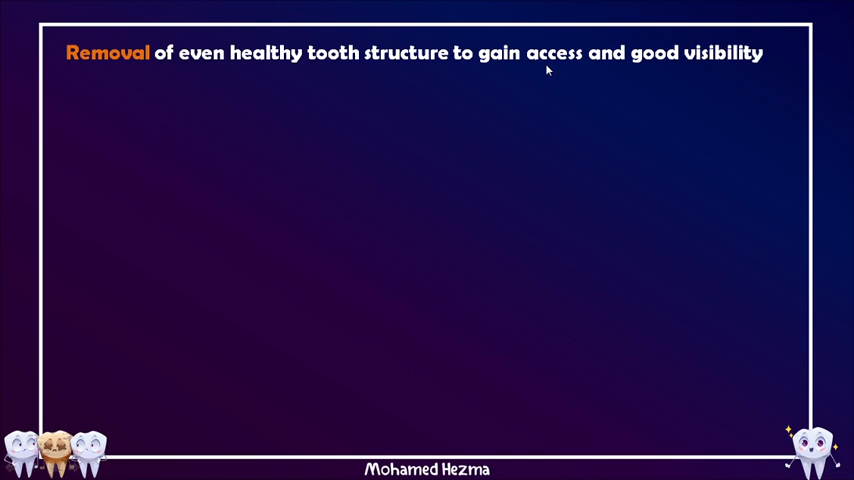 Removal of even healthy tooth structure to gain access and good visibility
Mohamed Hezma